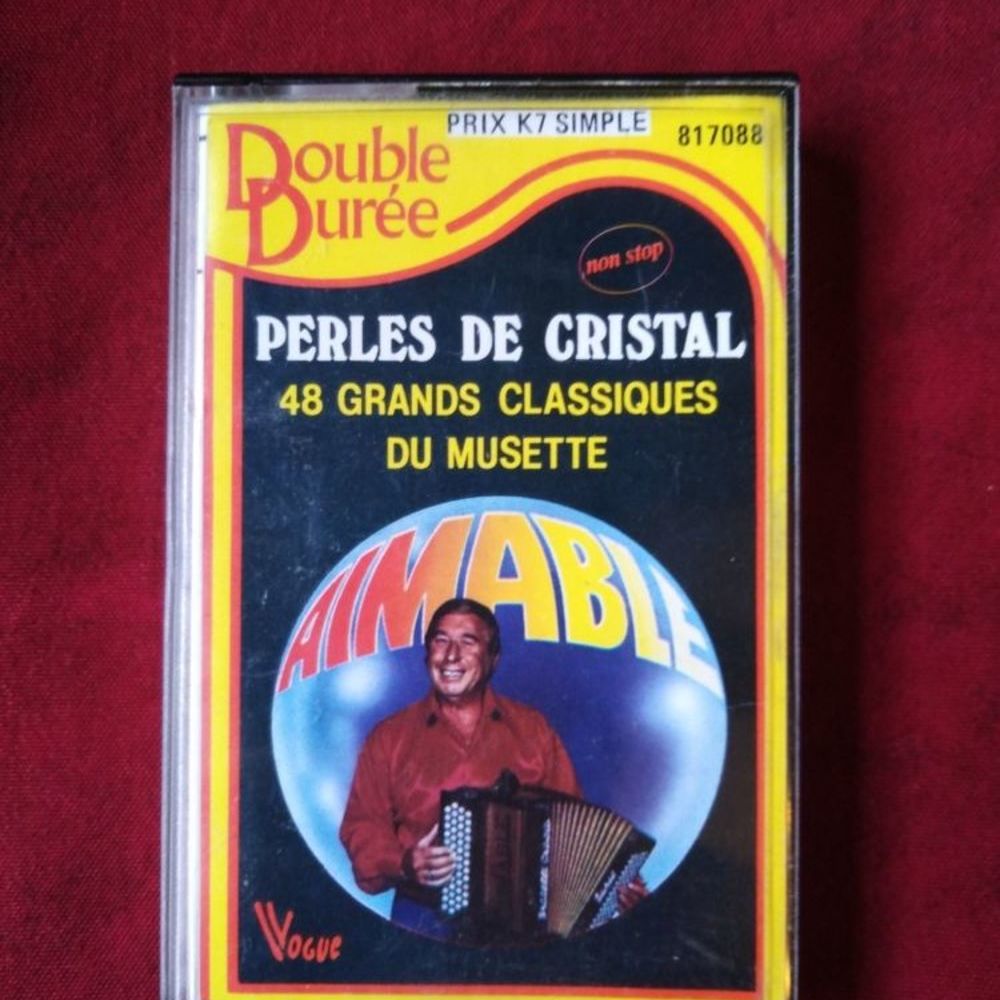 PRIX K7 SIMPLE
817088
Double
Durée
non stop
PERLES DE CRISTAL
48 GRANDS CLASSIQUES
DU MUSETTE
AIMABLE
VOGUE